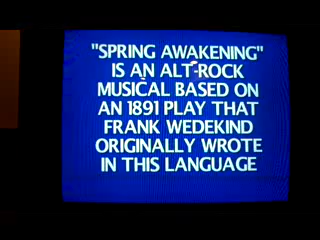 "SPRING AWAKENING"
IS AN ALT-ROCK
MUSICAL BASED ON
AN 1891 PLAY THAT
FRANK WEDEKIND
ORIGINALLY WROTE
IN THIS LANGUAGE